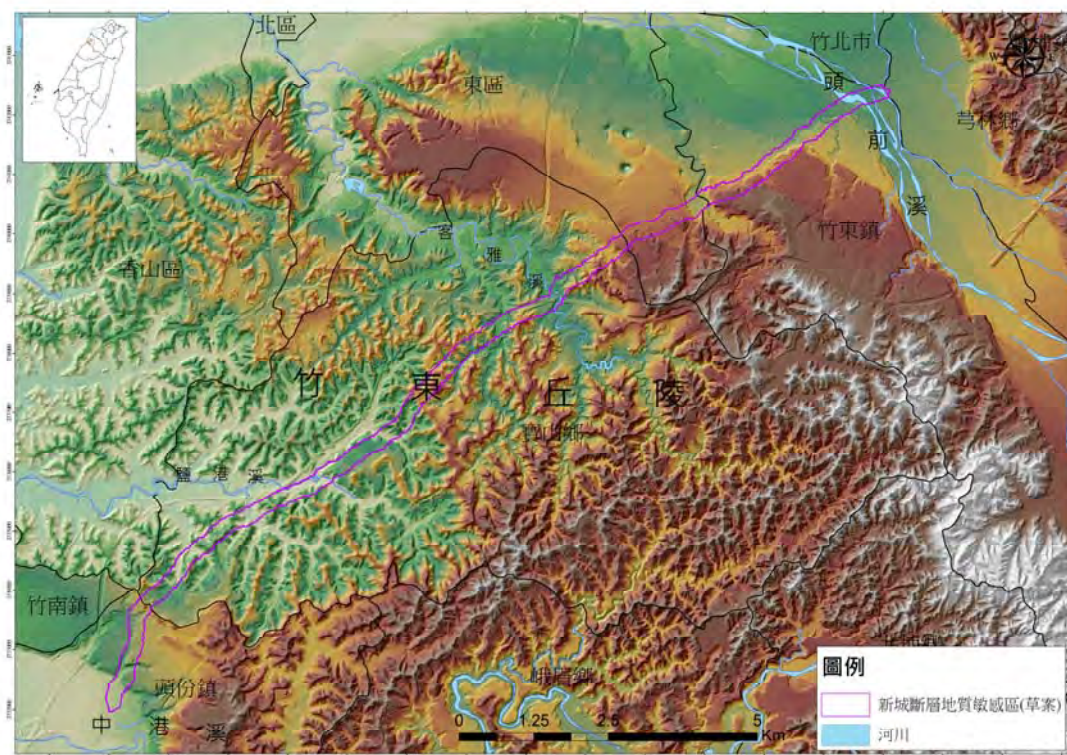 北區
竹北市
東區
頭
前
溪
芎林鄉
竹東鎮
香山區
客
雅
溪
竹 東 丘 陵
寶山鄉
鹽 港 溪
竹南鎮
頭份鎮
中 港 溪
峨眉鄉
0 1.25 2.5 5
Km
圖例
新城斷層地質敏感區(草案)
河川